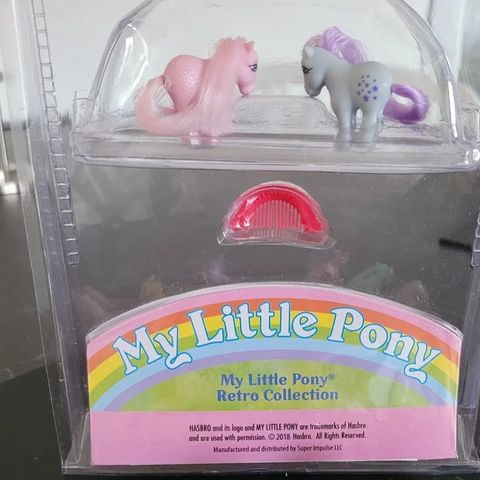 My Little Pony
My Little Pony®
Retro Collection
HASBRO and its logo and MY LITTLE PONY are trademarks of Hasbro
and are used with permission. © 2018 Hasbro. All Rights Reserved.
Manufactured and distributed by Super Impulse LLC